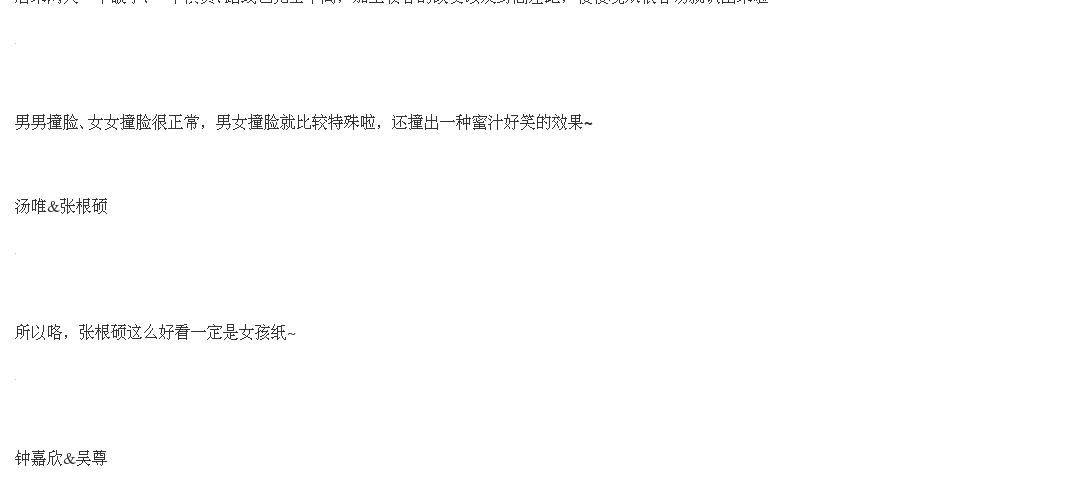 男男撞脸、女女撞脸很正常，男女撞脸就比较特殊啦，还撞出一种蜜汁好笑的效果~
汤唯&张根硕
所以咯，张根硕这么好看一定是女孩纸~
钟嘉欣&吴尊